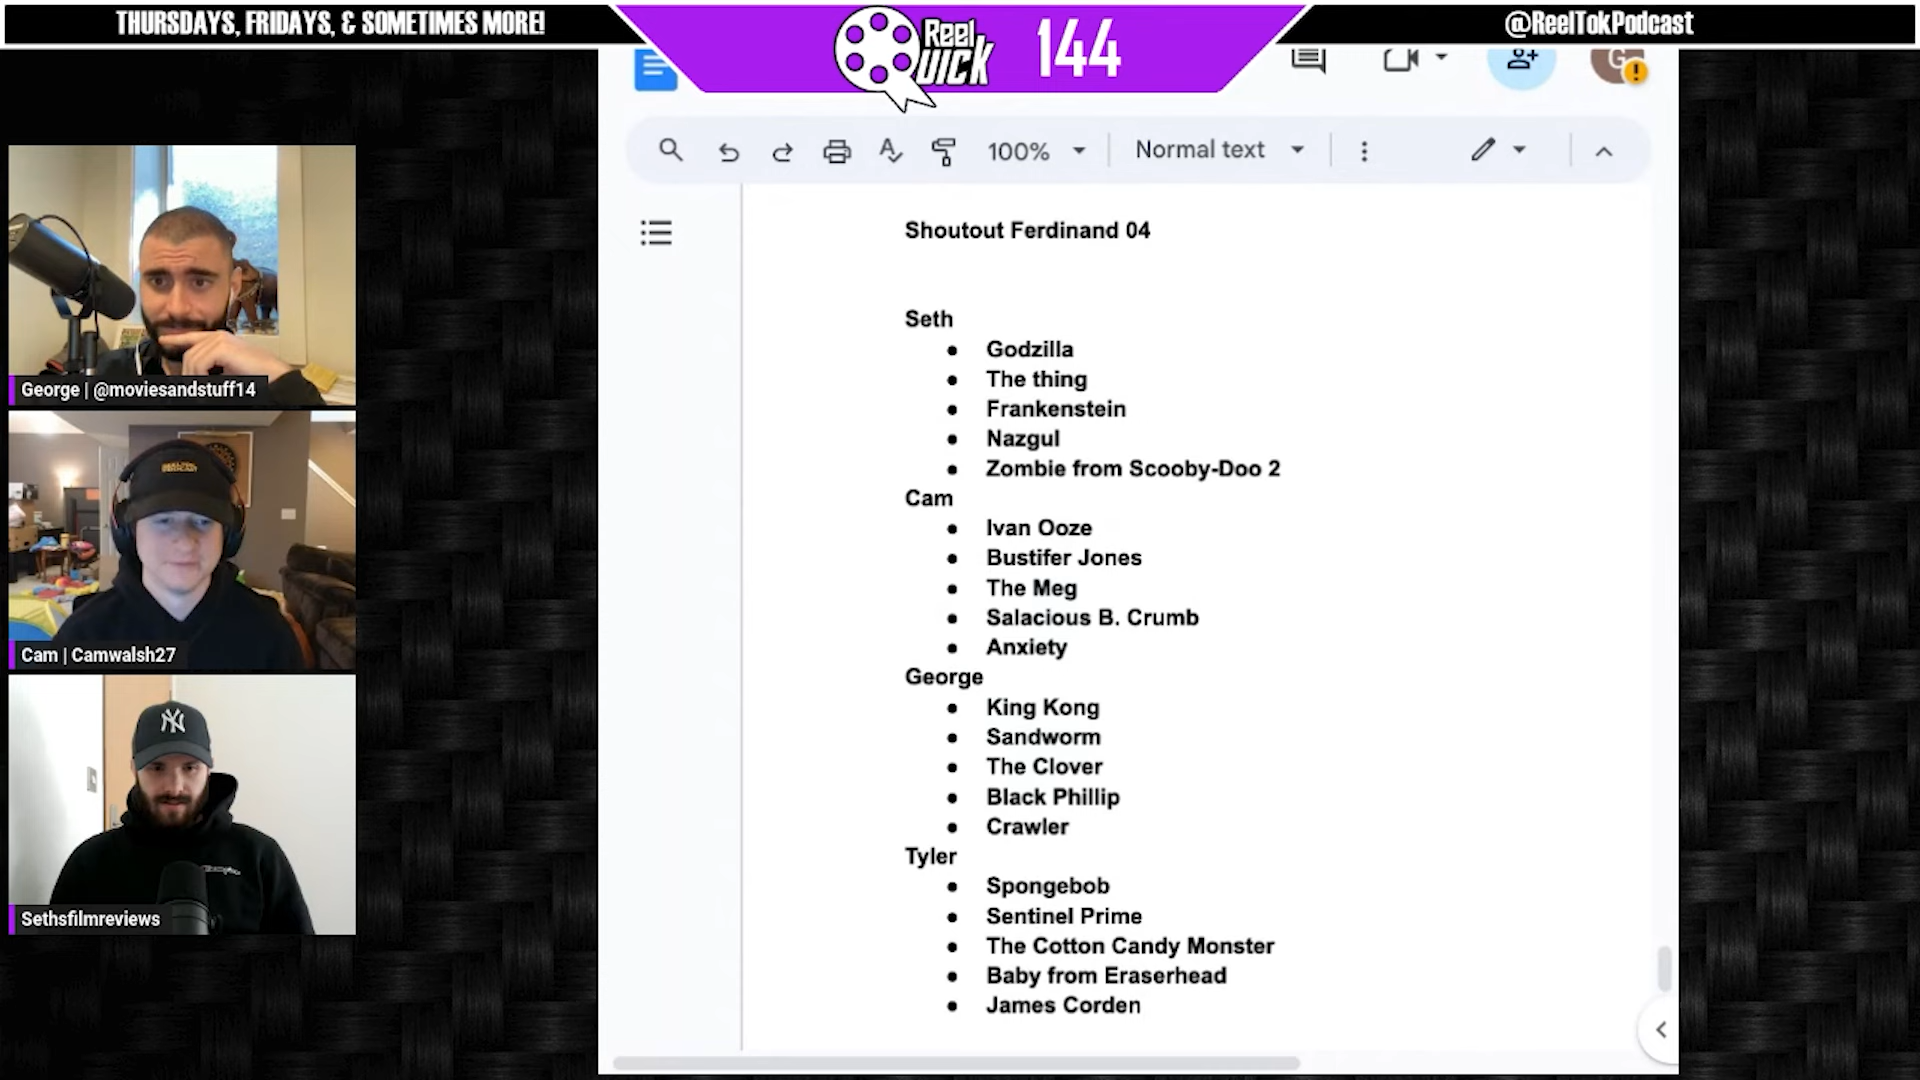 THURSDAYS, FRIDAYS, & SOMETIMES MORE!
Reel
Quick
144
@ReelTokPodcast
G
!
100%
Normal text
Shoutout Ferdinand 04
Seth
Godzilla
The thing
Frankenstein
Nazgul
Zombie from Scooby-Doo 2
Cam
Ivan Ooze
Bustifer Jones
The Meg
Salacious B. Crumb
Anxiety
George
King Kong
Sandworm
The Clover
Black Phillip
Crawler
Tyler
Spongebob
Sentinel Prime
The Cotton Candy Monster
Baby from Eraserhead
James Corden
George | @moviesandstuff14
Cam | Camwalsh27
NY
Sethsfilmreviews